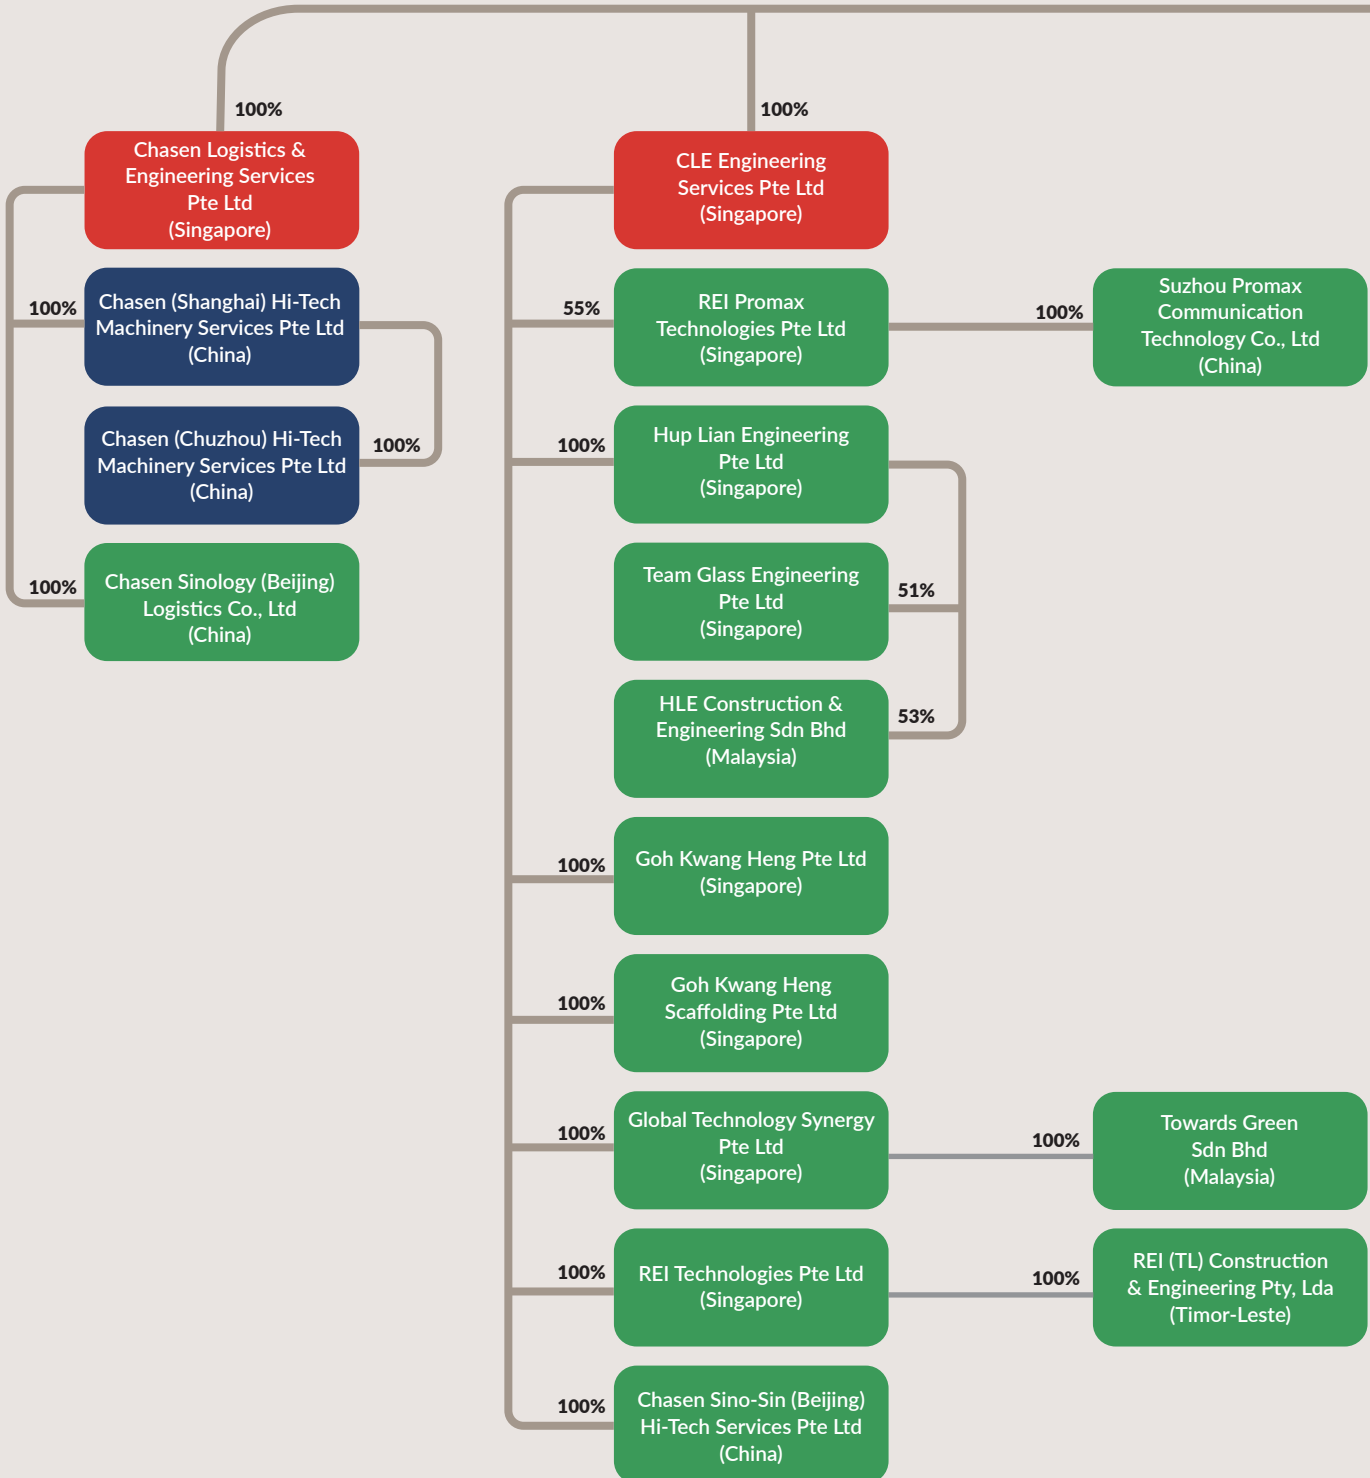 100%
Chasen Logistics &
Engineering Services
Pte Ltd
(Singapore)
100%
Chasen (Shanghai) Hi-Tech
Machinery Services Pte Ltd
(China)
Chasen (Chuzhou) Hi-Tech
Machinery Services Pte Ltd
(China)
100%
100%
Chasen Sinology (Beijing)
Logistics Co., Ltd
(China)
100%
CLE Engineering
Services Pte Ltd
(Singapore)
55%
REI Promax
Technologies Pte Ltd
(Singapore)
100%
Suzhou Promax
Communication
Technology Co., Ltd
(China)
100%
Hup Lian Engineering
Pte Ltd
(Singapore)
Team Glass Engineering
Pte Ltd
(Singapore)
51%
HLE Construction &
Engineering Sdn Bhd
(Malaysia)
53%
100%
Goh Kwang Heng Pte Ltd
(Singapore)
100%
Goh Kwang Heng
Scaffolding Pte Ltd
(Singapore)
100%
Global Technology Synergy
Pte Ltd
(Singapore)
100%
Towards Green
Sdn Bhd
(Malaysia)
100%
REI Technologies Pte Ltd
(Singapore)
100%
REI (TL) Construction
& Engineering Pty, Lda
(Timor-Leste)
100%
Chasen Sino-Sin (Beijing)
Hi-Tech Services Pte Ltd
(China)